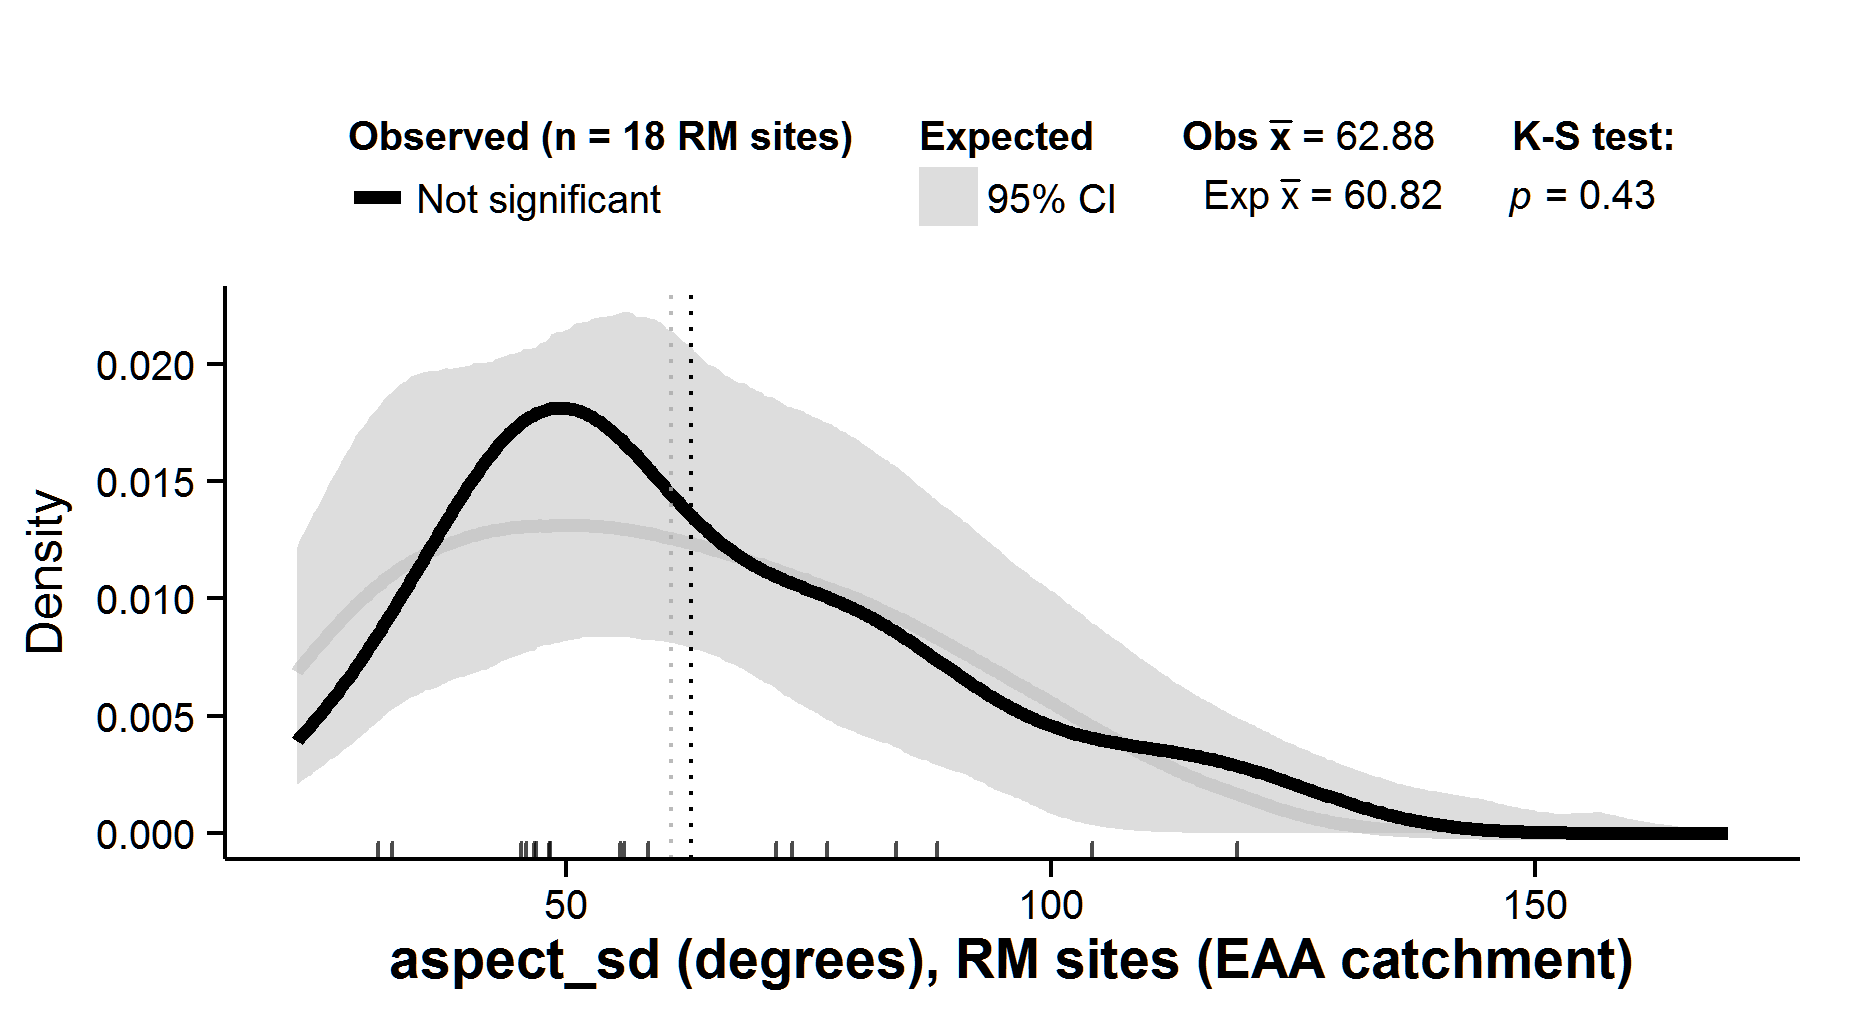 Observed (n = 18 RM sites) Expected Obs x̅ = 62.88 K-S test:
Not significant 95% CI Exp x̅ = 60.82 p = 0.43
Density
0.020
0.015
0.010
0.005
0.000
50 100 150
aspect_sd (degrees), RM sites (EAA catchment)